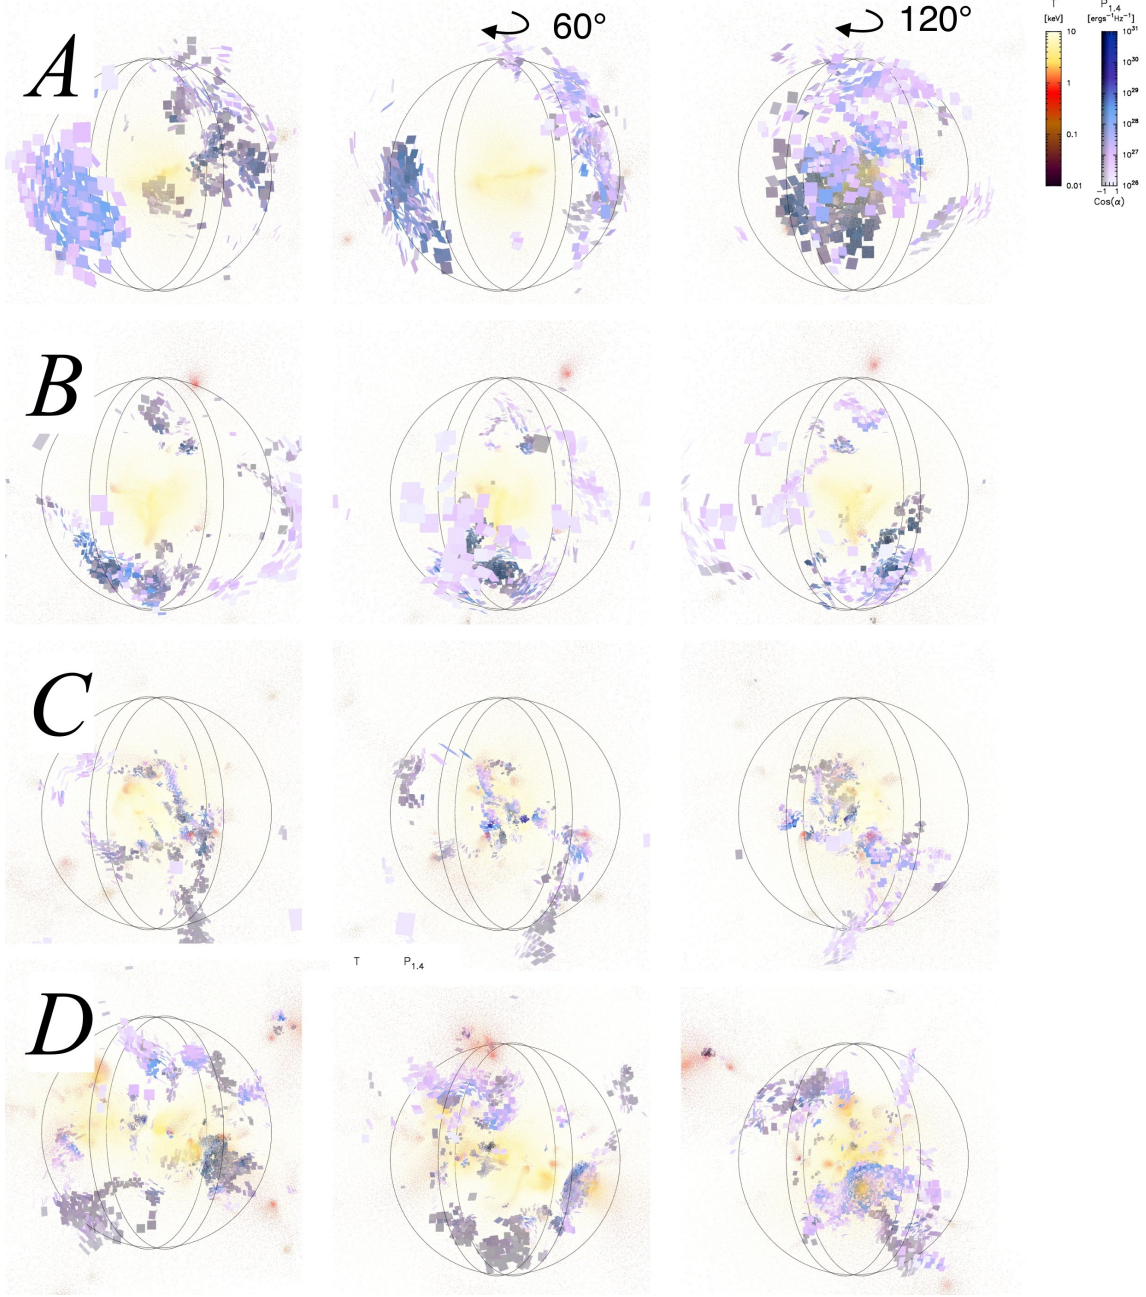 60°
120°
T
P1.4
[keV]
[ergs⁻¹Hz⁻¹]
10
1
0.1
0.01
10³¹
10³⁰
10²⁹
10²⁸
10²⁷
10²⁶
−1 1
Cos(α)
A
B
C
T P1.4
D